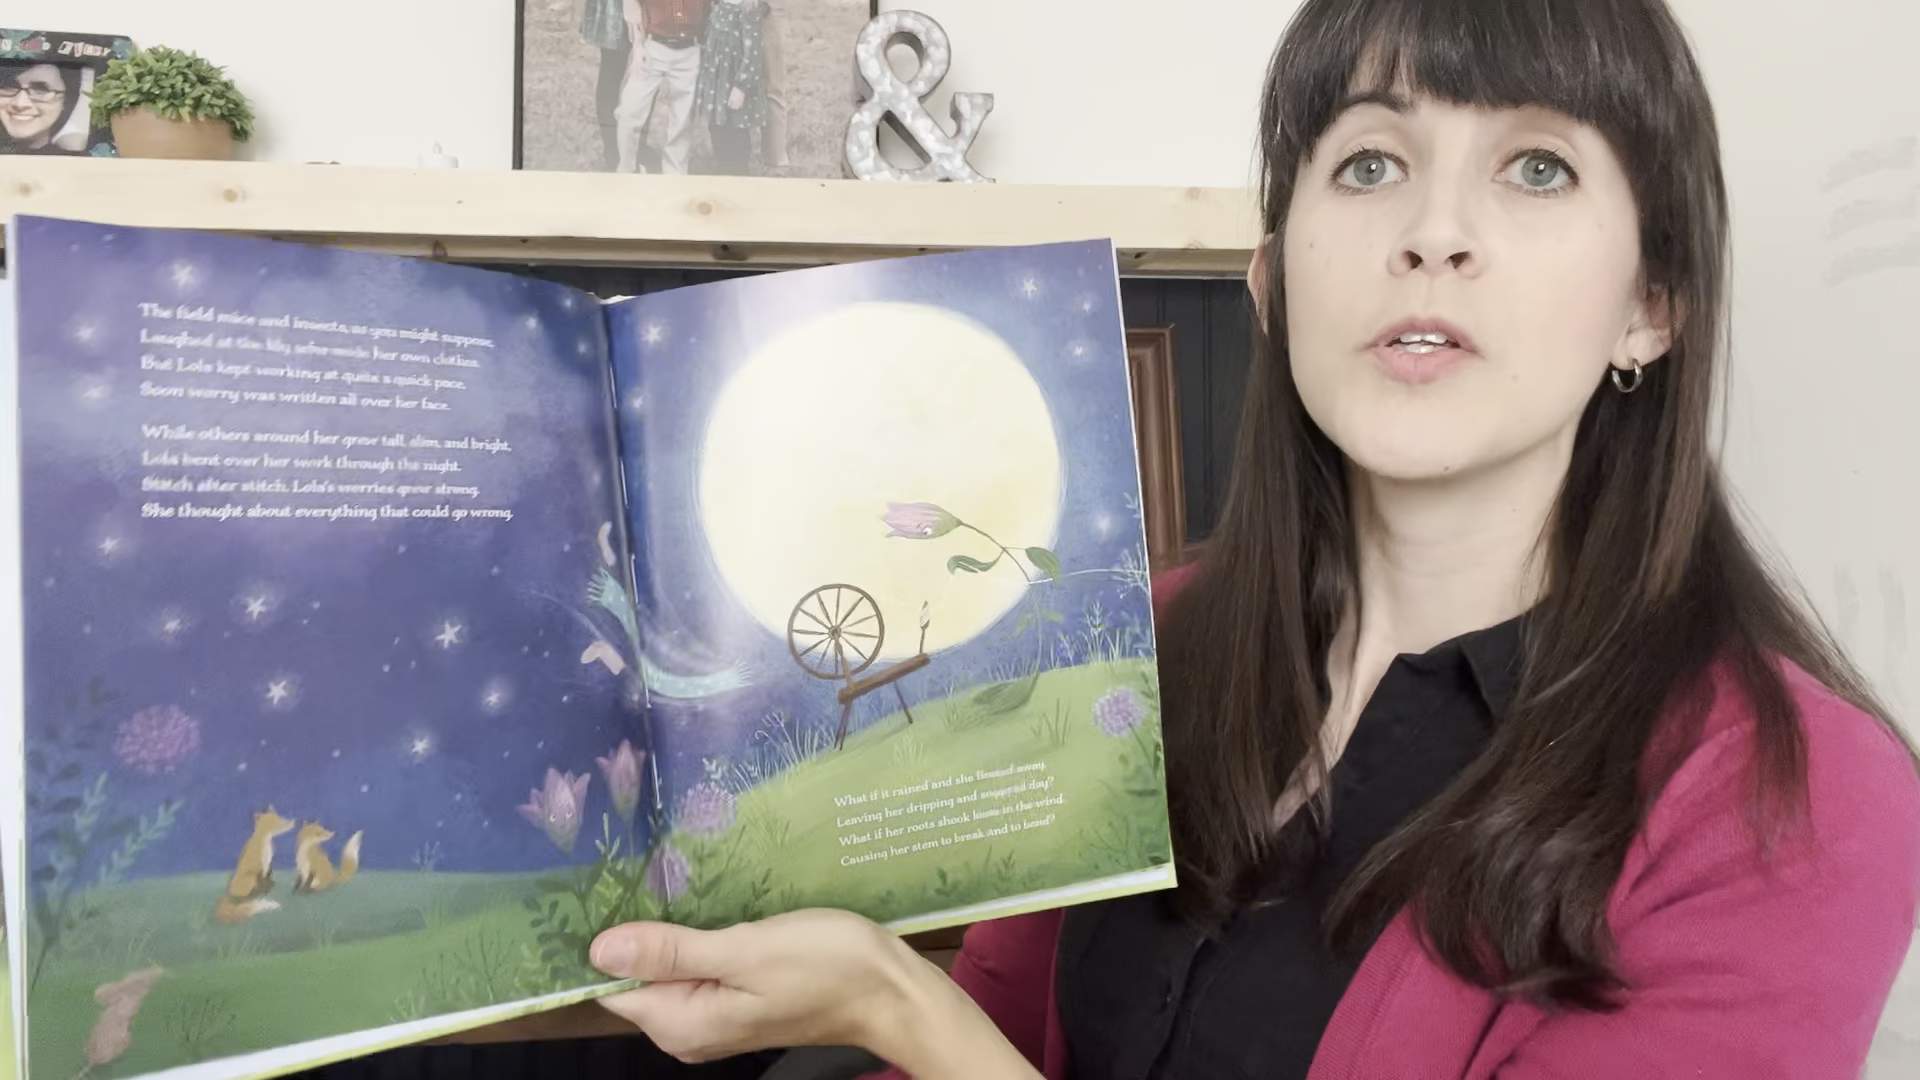 The field mice and insects, as you might suppose,
Laughed at the lily who made her own clothes.
But Lola kept working at quite a quick pace.
Soon worry was written all over her face.
While others around her grew tall, slim, and bright,
Lola bent over her work through the night.
Stitch after stitch, Lola's worries grew strong.
She thought about everything that could go wrong.
What if it rained and she flossed away,
Leaving her dripping and soggy all day?
What if her roots shook loose in the wind,
Causing her stem to break and to bend?
&